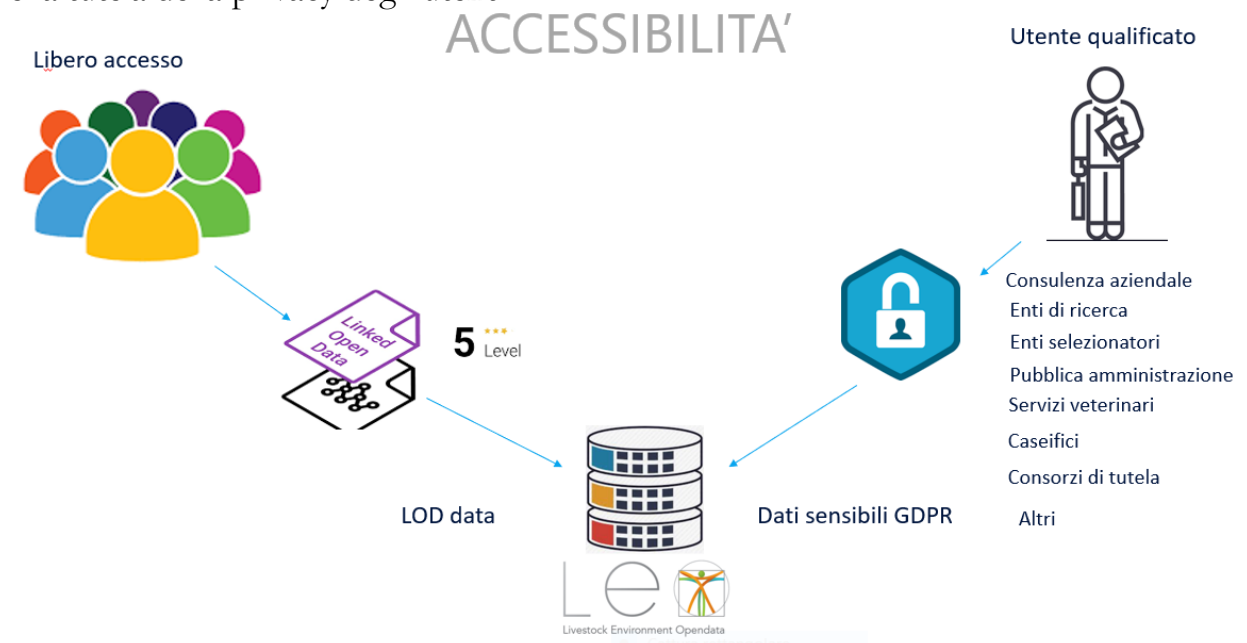 ACCESSIBILITA'
Libero accesso
Utente qualificato
Linked
Open
Data
5 Level
Consulenza aziendale
Enti di ricerca
Enti selezionatori
Pubblica amministrazione
Servizi veterinari
Caseifici
Consorzi di tutela
Altri
LOD data
Dati sensibili GDPR
Leo
Livestock Environment Opendata